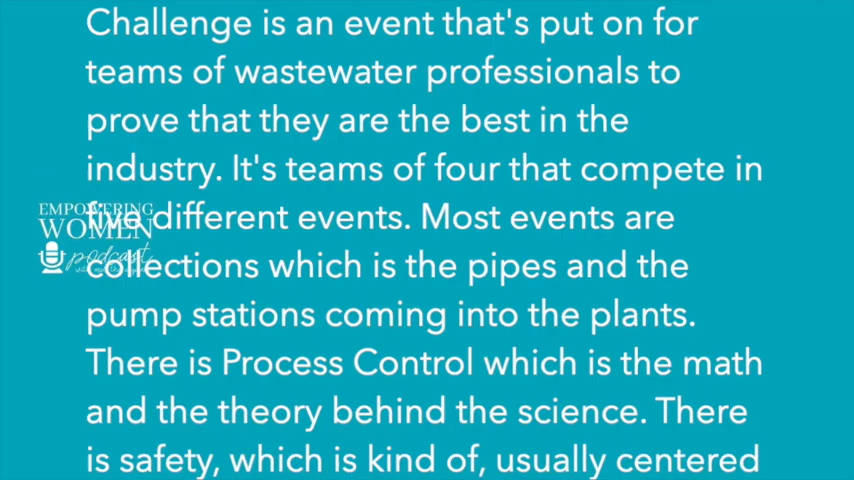 Challenge is an event that's put on for
teams of wastewater professionals to
prove that they are the best in the
industry. It's teams of four that compete in
five different events. Most events are
collections which is the pipes and the
pump stations coming into the plants.
There is Process Control which is the math
and the theory behind the science. There
is safety, which is kind of, usually centered
EMPOWERING
WOMEN
podcast